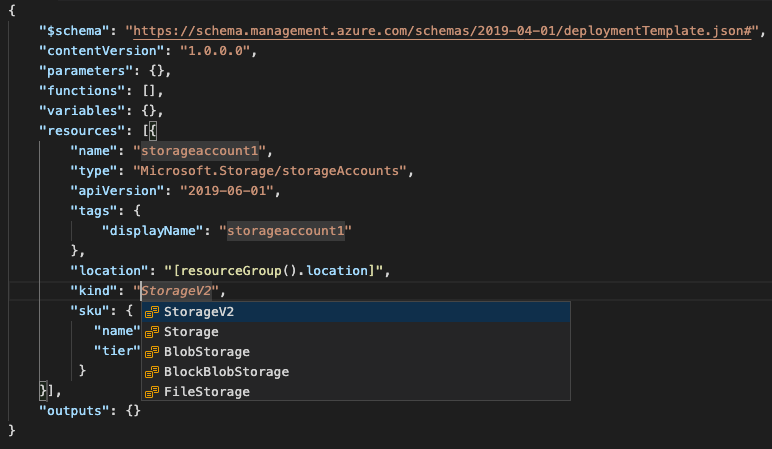 {
    "$schema": "https://schema.management.azure.com/schemas/2019-04-01/deploymentTemplate.json#",
    "contentVersion": "1.0.0.0",
    "parameters": {},
    "functions": [],
    "variables": {},
    "resources": [{
        "name": "storageaccount1",
        "type": "Microsoft.Storage/storageAccounts",
        "apiVersion": "2019-06-01",
        "tags": {
            "displayName": "storageaccount1"
        },
        "location": "[resourceGroup().location]",
        "kind": "StorageV2",
        "sku": {
StorageV2
           "name"
Storage
           "tier"
BlobStorage
         }
BlockBlobStorage
    }],
FileStorage
    "outputs": {}
}